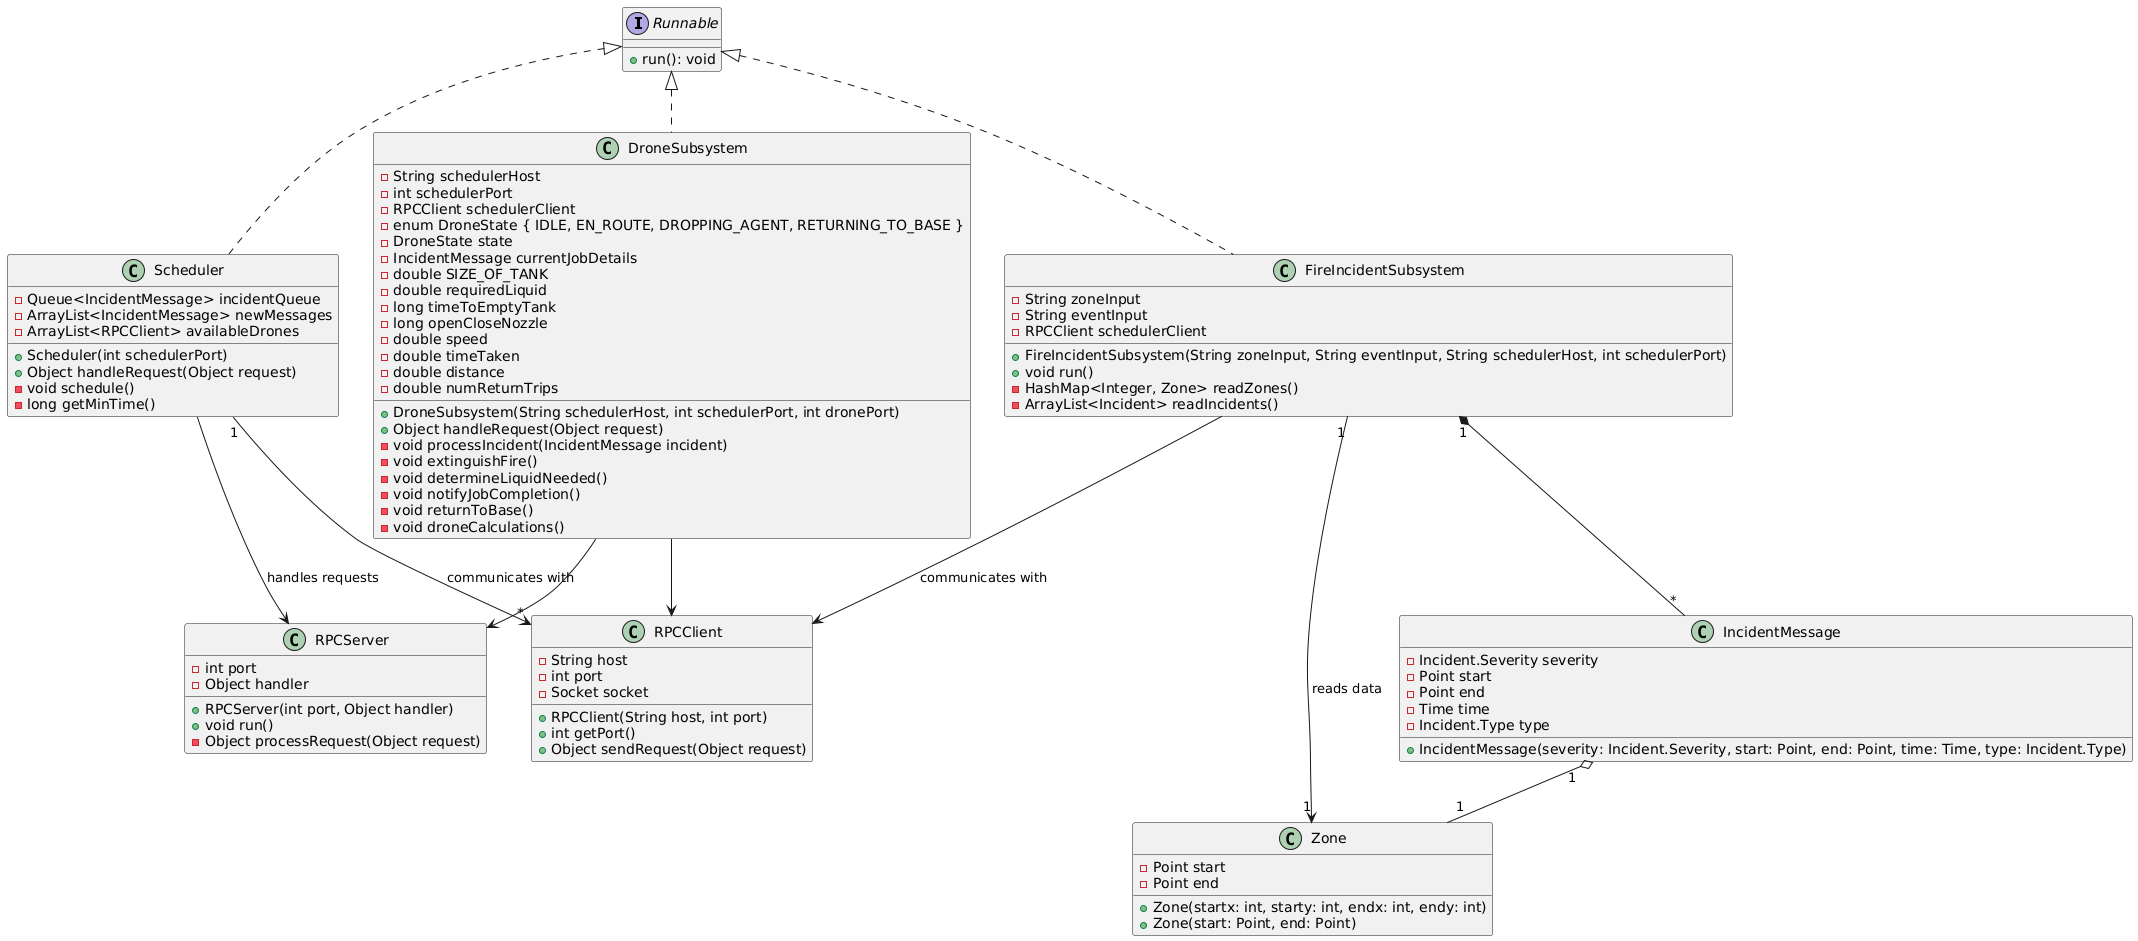 I Runnable
run(): void
C DroneSubsystem
String schedulerHost
int schedulerPort
RPCClient schedulerClient
enum DroneState { IDLE, EN_ROUTE, DROPPING_AGENT, RETURNING_TO_BASE }
DroneState state
IncidentMessage currentJobDetails
double SIZE_OF_TANK
double requiredLiquid
long timeToEmptyTank
long openCloseNozzle
double speed
double timeTaken
double distance
double numReturnTrips
DroneSubsystem(String schedulerHost, int schedulerPort, int dronePort)
Object handleRequest(Object request)
void processIncident(IncidentMessage incident)
void extinguishFire()
void determineLiquidNeeded()
void notifyJobCompletion()
void returnToBase()
void droneCalculations()
C Scheduler
Queue<IncidentMessage> incidentQueue
ArrayList<IncidentMessage> newMessages
ArrayList<RPCClient> availableDrones
Scheduler(int schedulerPort)
Object handleRequest(Object request)
void schedule()
long getMinTime()
C FireIncidentSubsystem
String zoneInput
String eventInput
RPCClient schedulerClient
FireIncidentSubsystem(String zoneInput, String eventInput, String schedulerHost, int schedulerPort)
void run()
HashMap<Integer, Zone> readZones()
ArrayList<Incident> readIncidents()
1
1
1
handles requests
communicates with
communicates with
*
*
C RPCServer
int port
Object handler
RPCServer(int port, Object handler)
void run()
Object processRequest(Object request)
C RPCClient
String host
int port
Socket socket
RPCClient(String host, int port)
int getPort()
Object sendRequest(Object request)
reads data
C IncidentMessage
Incident.Severity severity
Point start
Point end
Time time
Incident.Type type
IncidentMessage(severity: Incident.Severity, start: Point, end: Point, time: Time, type: Incident.Type)
1
1
1
C Zone
Point start
Point end
Zone(startx: int, starty: int, endx: int, endy: int)
Zone(start: Point, end: Point)